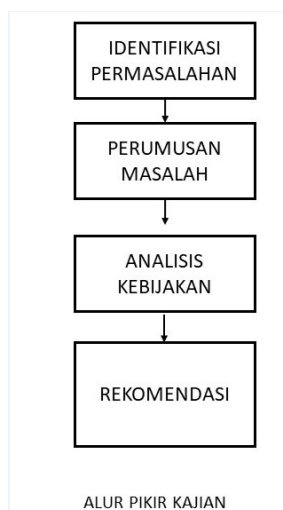 IDENTIFIKASI
PERMASALAHAN
PERUMUSAN
MASALAH
ANALISIS
KEBIJAKAN
REKOMENDASI
ALUR PIKIR KAJIAN